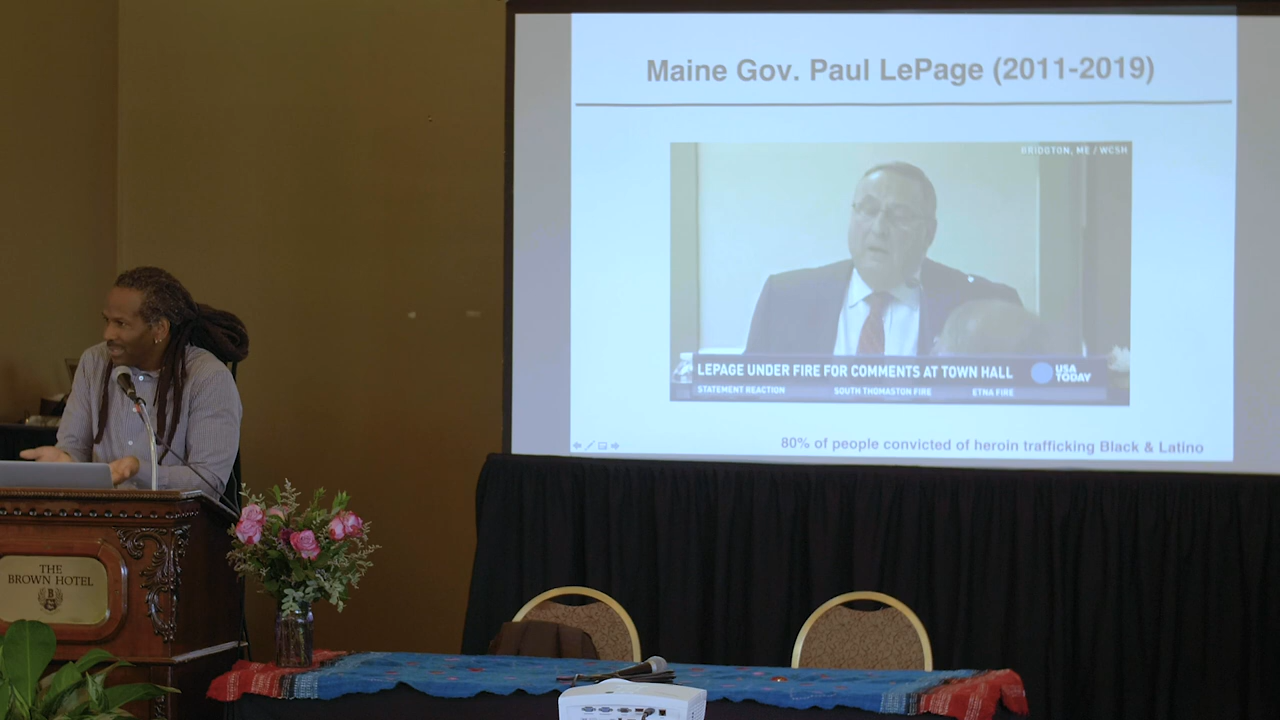 Maine Gov. Paul LePage (2011-2019)
BRIDGTON, ME / WCSH
LEPAGE UNDER FIRE FOR COMMENTS AT TOWN HALL
USA
TODAY
STATEMENT REACTION
SOUTH THOMASTON FIRE
ETNA FIRE
80% of people convicted of heroin trafficking Black & Latino
THE
BROWN HOTEL
B